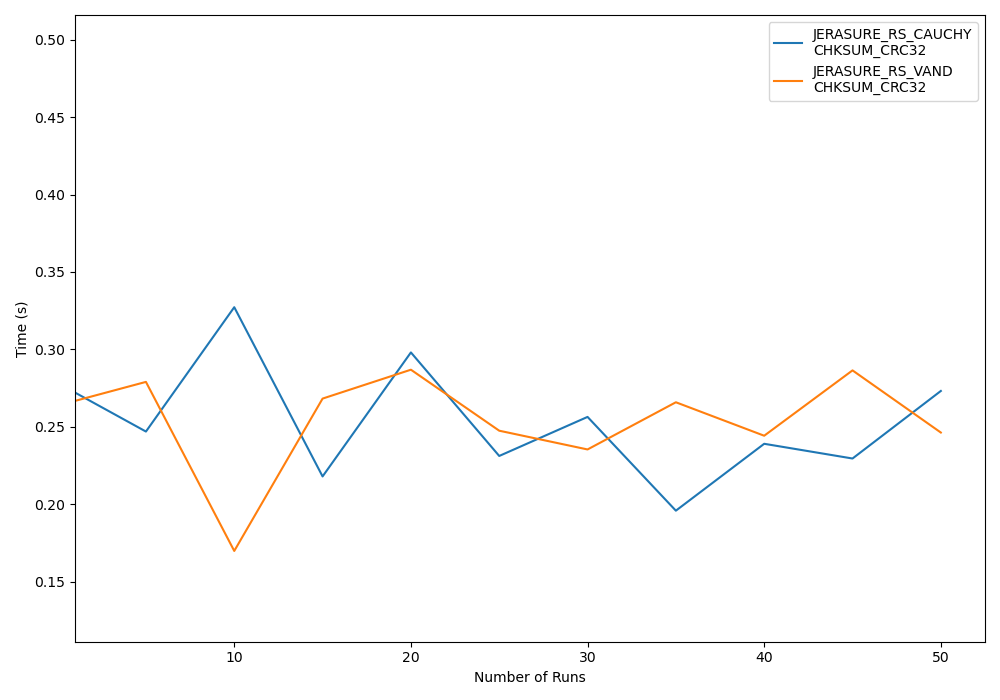 JERASURE_RS_CAUCHY
CHKSUM_CRC32
JERASURE_RS_VAND
CHKSUM_CRC32
0.50
0.45
0.40
0.35
0.30
0.25
0.20
0.15
Time (s)
10 20 30 40 50
Number of Runs